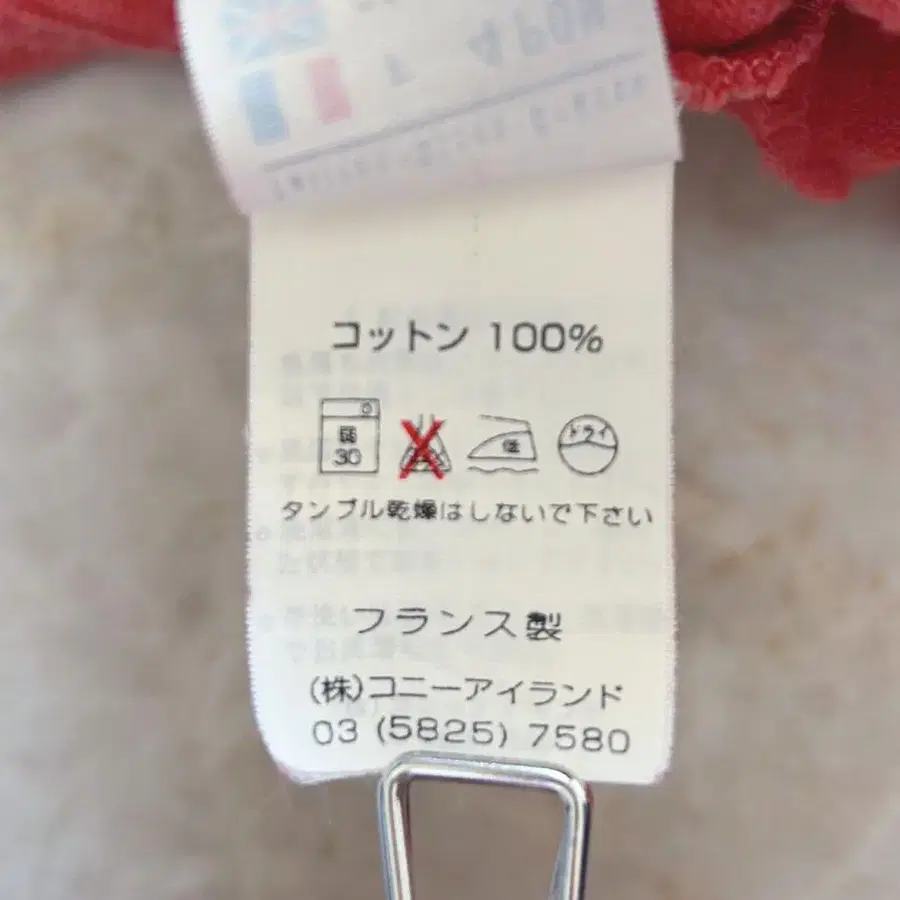 コットン 100%
弱
30
低
ドライ
タンブル乾燥はしないで下さい
フランス製
(株)コニーアイランド
03 (5825) 7580